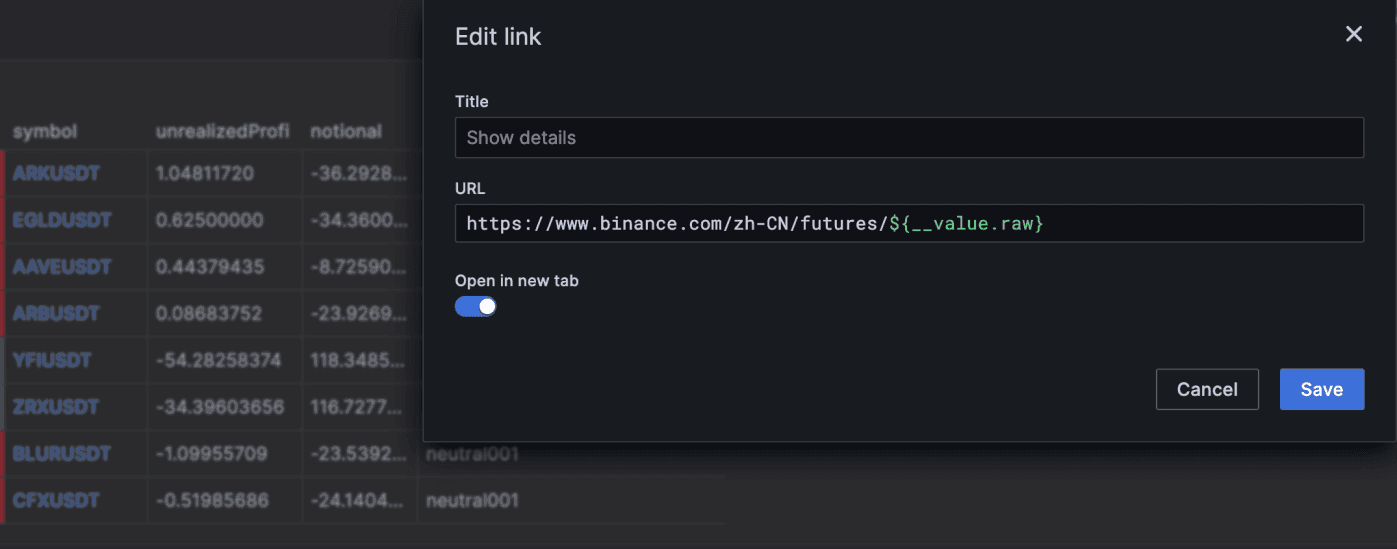 Edit link
Title
Show details
URL
https://www.binance.com/zh-CN/futures/${__value.raw}
Open in new tab
Cancel Save
symbol unrealizedProfi notional
ARKUSDT 1.04811720 -36.2928...
EGLDUSDT 0.62500000 -34.3600...
AAVEUSDT 0.44379435 -8.72590...
ARBUSDT 0.08683752 -23.9269...
YFIUSDT -54.28258374 118.3485...
ZRXUSDT -34.39603656 116.7277...
BLURUSDT -1.09955709 -23.5392... neutral001
CFXUSDT -0.51985686 -24.1404... neutral001